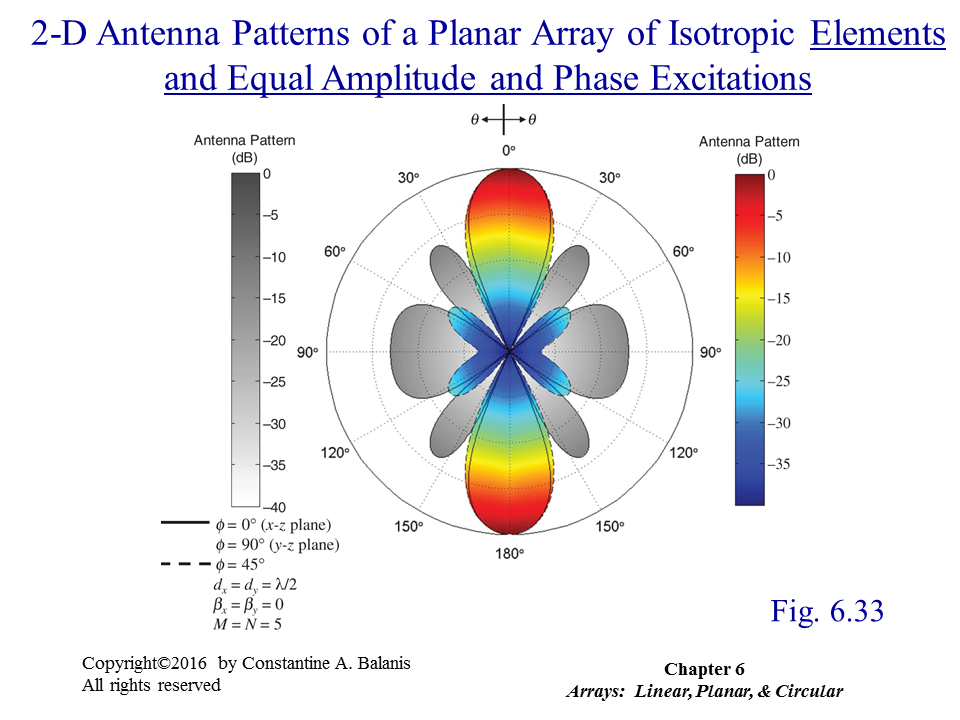 2-D Antenna Patterns of a Planar Array of Isotropic Elements
and Equal Amplitude and Phase Excitations
θ θ
Antenna Pattern
(dB)
0
−5
−10
−15
−20
−25
−30
−35
−40
0°
30° 30°
60° 60°
90° 90°
120° 120°
150° 150°
180°
Antenna Pattern
(dB)
0
−5
−10
−15
−20
−25
−30
−35
ϕ = 0° (x-z plane)
ϕ = 90° (y-z plane)
ϕ = 45°
dx = dy = λ/2
βx = βy = 0
M = N = 5
Fig. 6.33
Copyright©2016 by Constantine A. Balanis
All rights reserved
Chapter 6
Arrays: Linear, Planar, & Circular